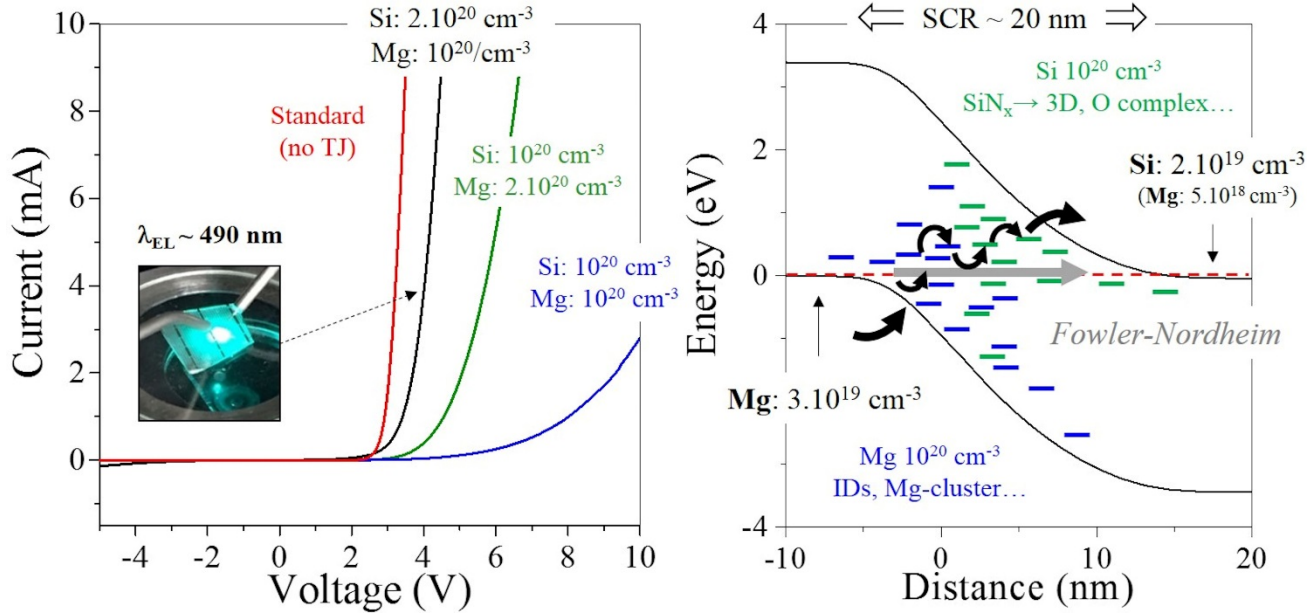 Si: 2.10²⁰ cm⁻³
Mg: 10²⁰/cm⁻³
Standard
(no TJ)
Si: 10²⁰ cm⁻³
Mg: 2.10²⁰ cm⁻³
λEL ~ 490 nm
Si: 10²⁰ cm⁻³
Mg: 10²⁰ cm⁻³
Current (mA)
10
8
6
4
2
0
-4
-2
0
2
4
6
8
10
Voltage (V)
SCR ~ 20 nm
Si 10²⁰ cm⁻³
SiNₓ→ 3D, O complex…
Si: 2.10¹⁹ cm⁻³
(Mg: 5.10¹⁸ cm⁻³)
Fowler-Nordheim
Mg: 3.10¹⁹ cm⁻³
Mg 10²⁰ cm⁻³
IDs, Mg-cluster…
Energy (eV)
4
2
0
-2
-4
-10
0
10
20
Distance (nm)